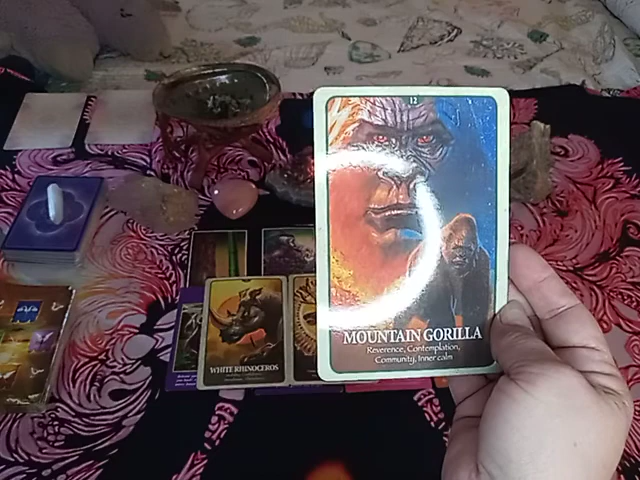 12
MOUNTAIN GORILLA
Reverence, Contemplation,
Community, Inner calm
WHITE RHINOCEROS